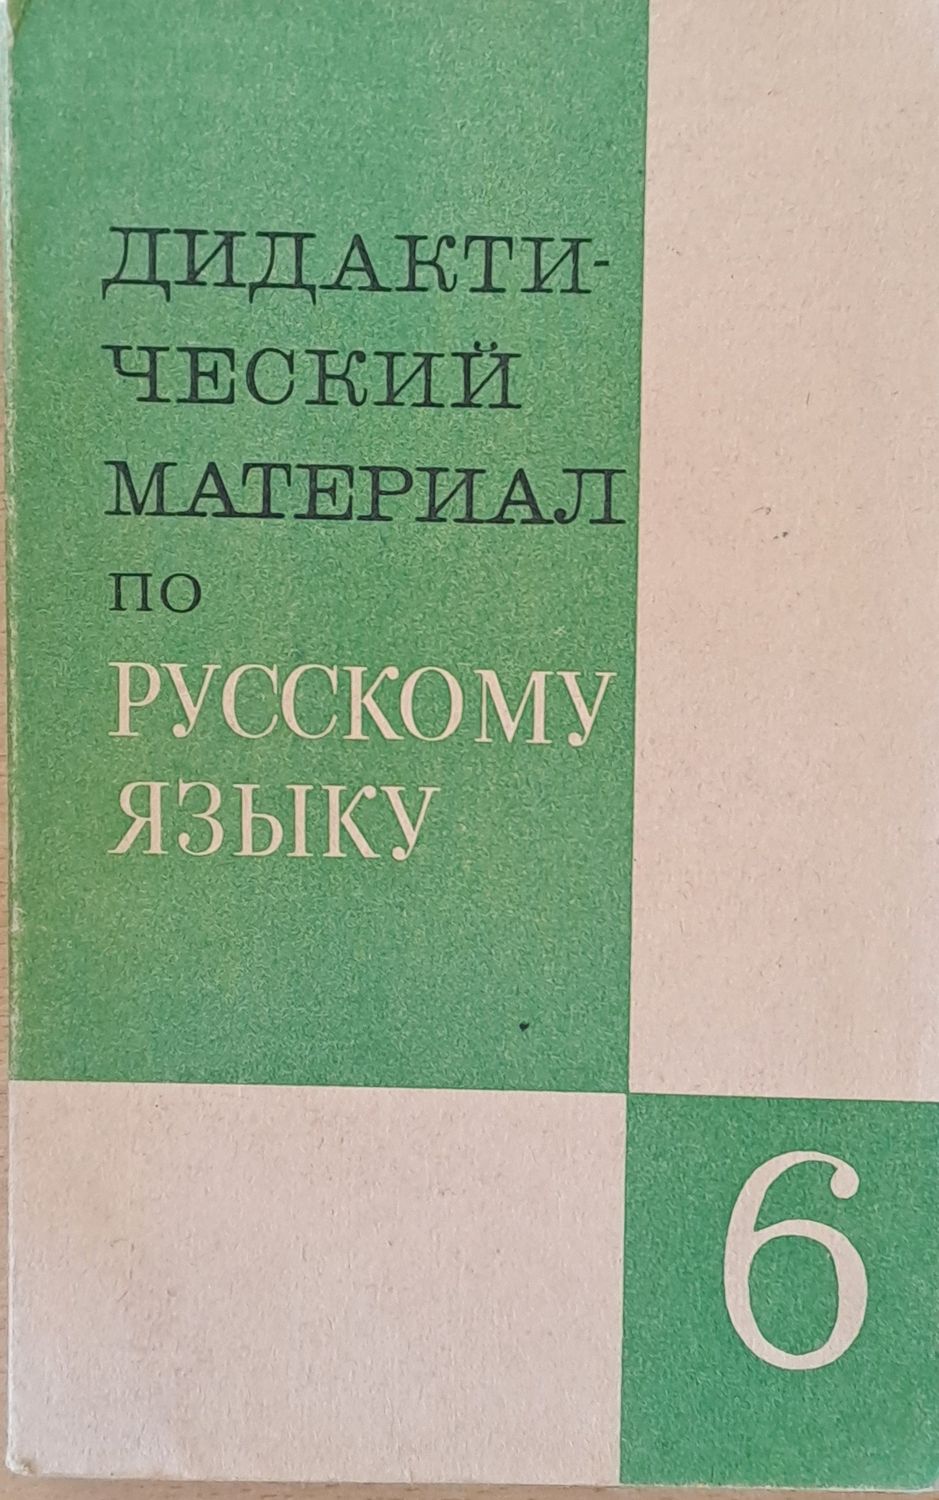 ДИДАКТИ-
ЧЕСКИЙ
МАТЕРИАЛ
ПО
РУССКОМУ
ЯЗЫКУ
6